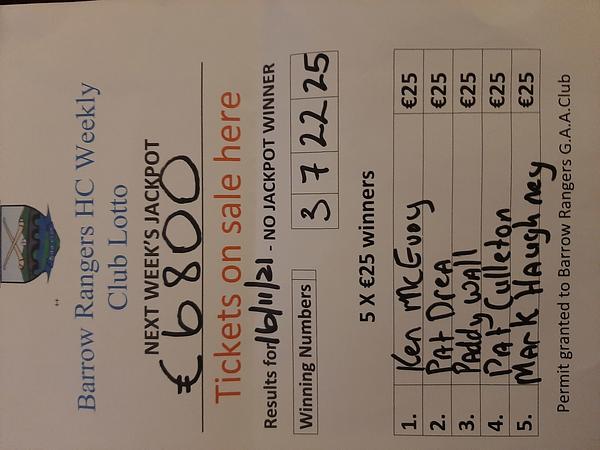 Barrow Rangers HC Weekly
Club Lotto
NEXT WEEK'S JACKPOT
€6800
Tickets on sale here
Results for 16/11/21 - NO JACKPOT WINNER
Winning Numbers 3 7 22 25
5 X €25 winners
1. Ken McEvoy €25
2. Pat Drea €25
3. Paddy Wall €25
4. Pat Culleton €25
5. Mark Haughney €25
Permit granted to Barrow Rangers G.A.A.Club